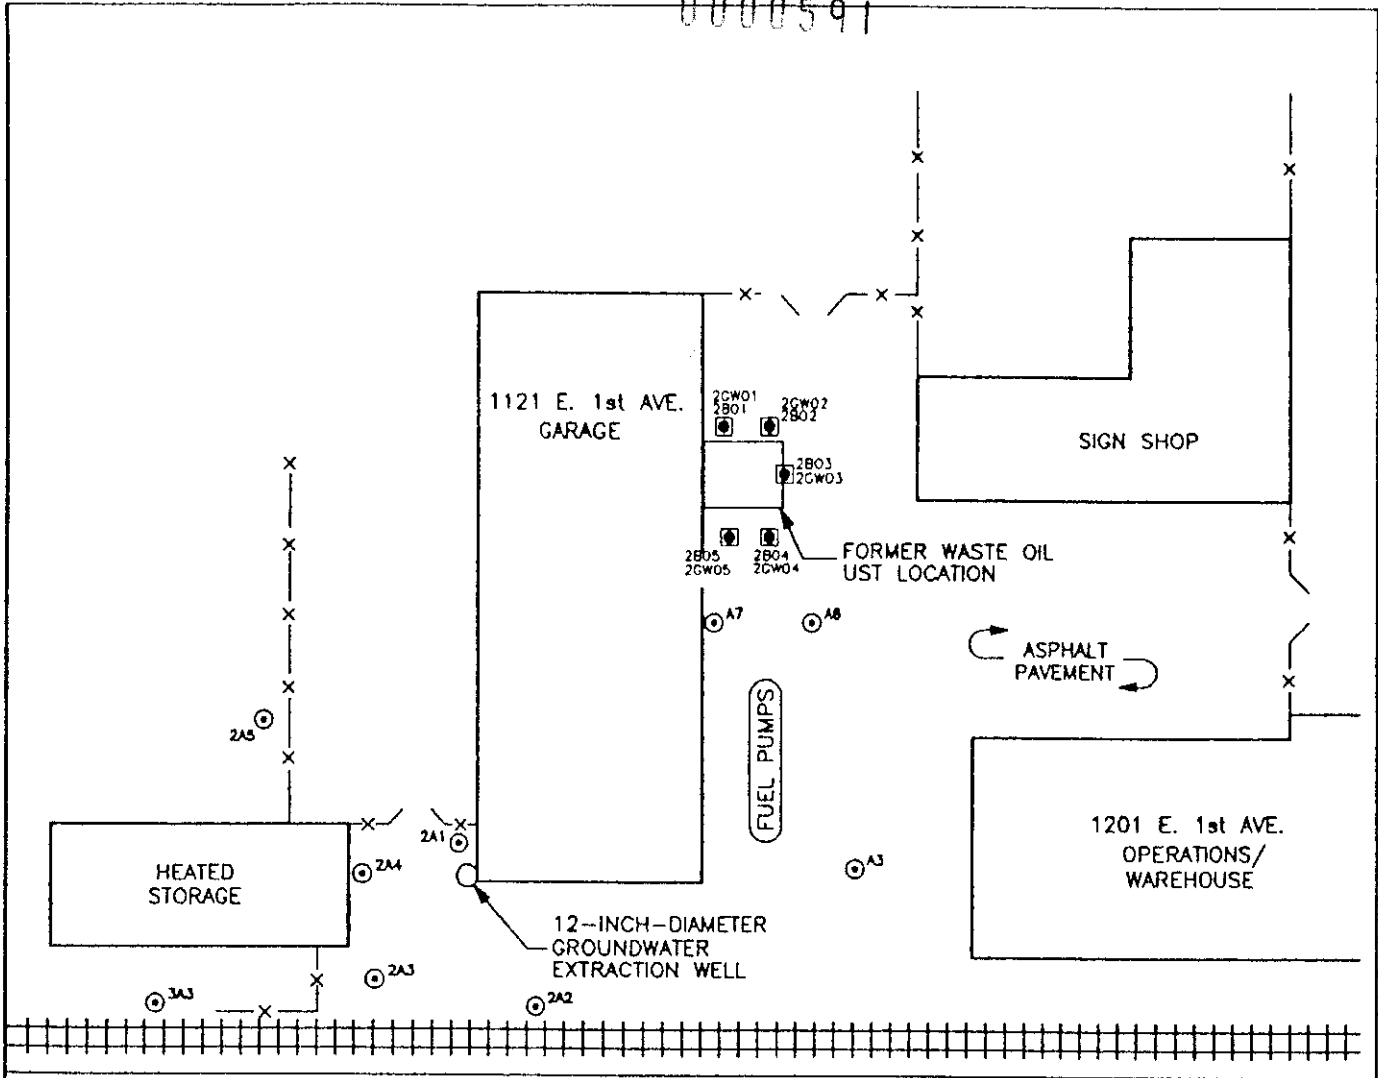 0000591
1121 E. 1st AVE.
GARAGE
2GW01
2B01
2GW02
2B02
2B03
2GW03
SIGN SHOP
2B05
2GW05
2B04
2GW04
FORMER WASTE OIL
UST LOCATION
A7
A8
ASPHALT
PAVEMENT
FUEL PUMPS
2A5
2A1
HEATED
STORAGE
2A4
A3
1201 E. 1st AVE.
OPERATIONS/
WAREHOUSE
12-INCH-DIAMETER
GROUNDWATER
EXTRACTION WELL
2A3
3A3
2A2